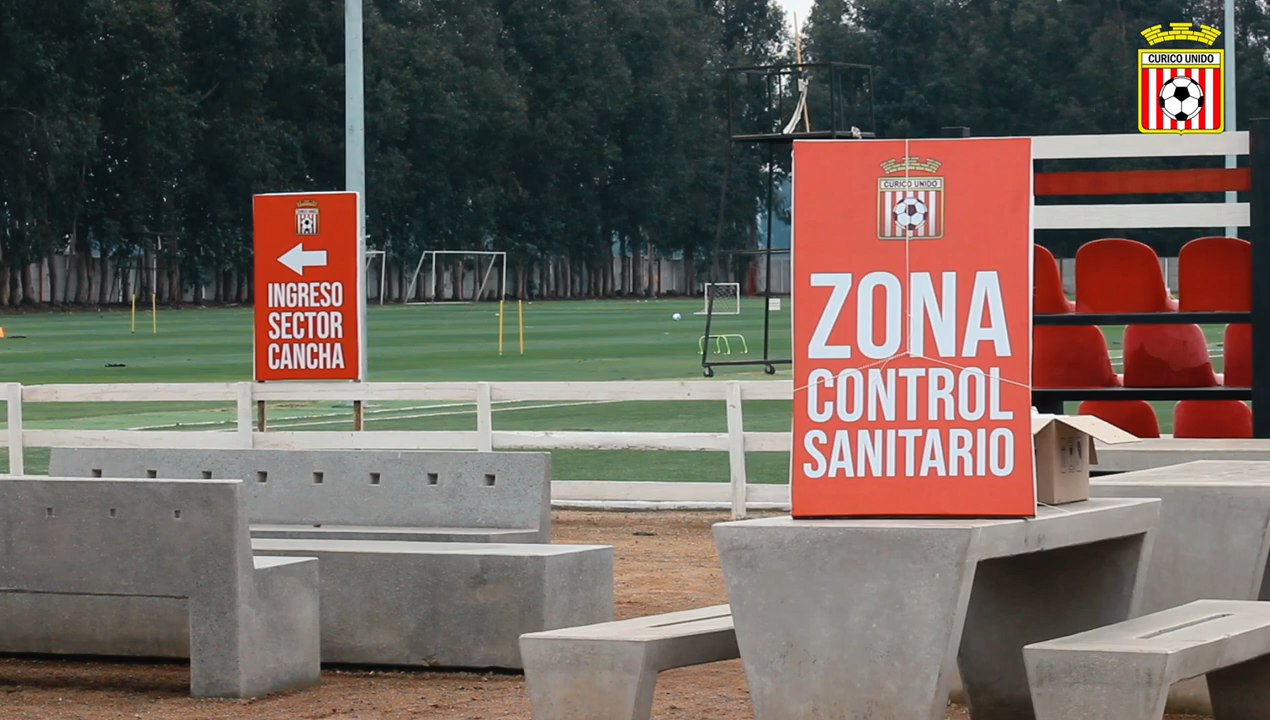 CURICO UNIDO
CURICO UNIDO
ZONA
CONTROL
SANITARIO
INGRESO
SECTOR
CANCHA